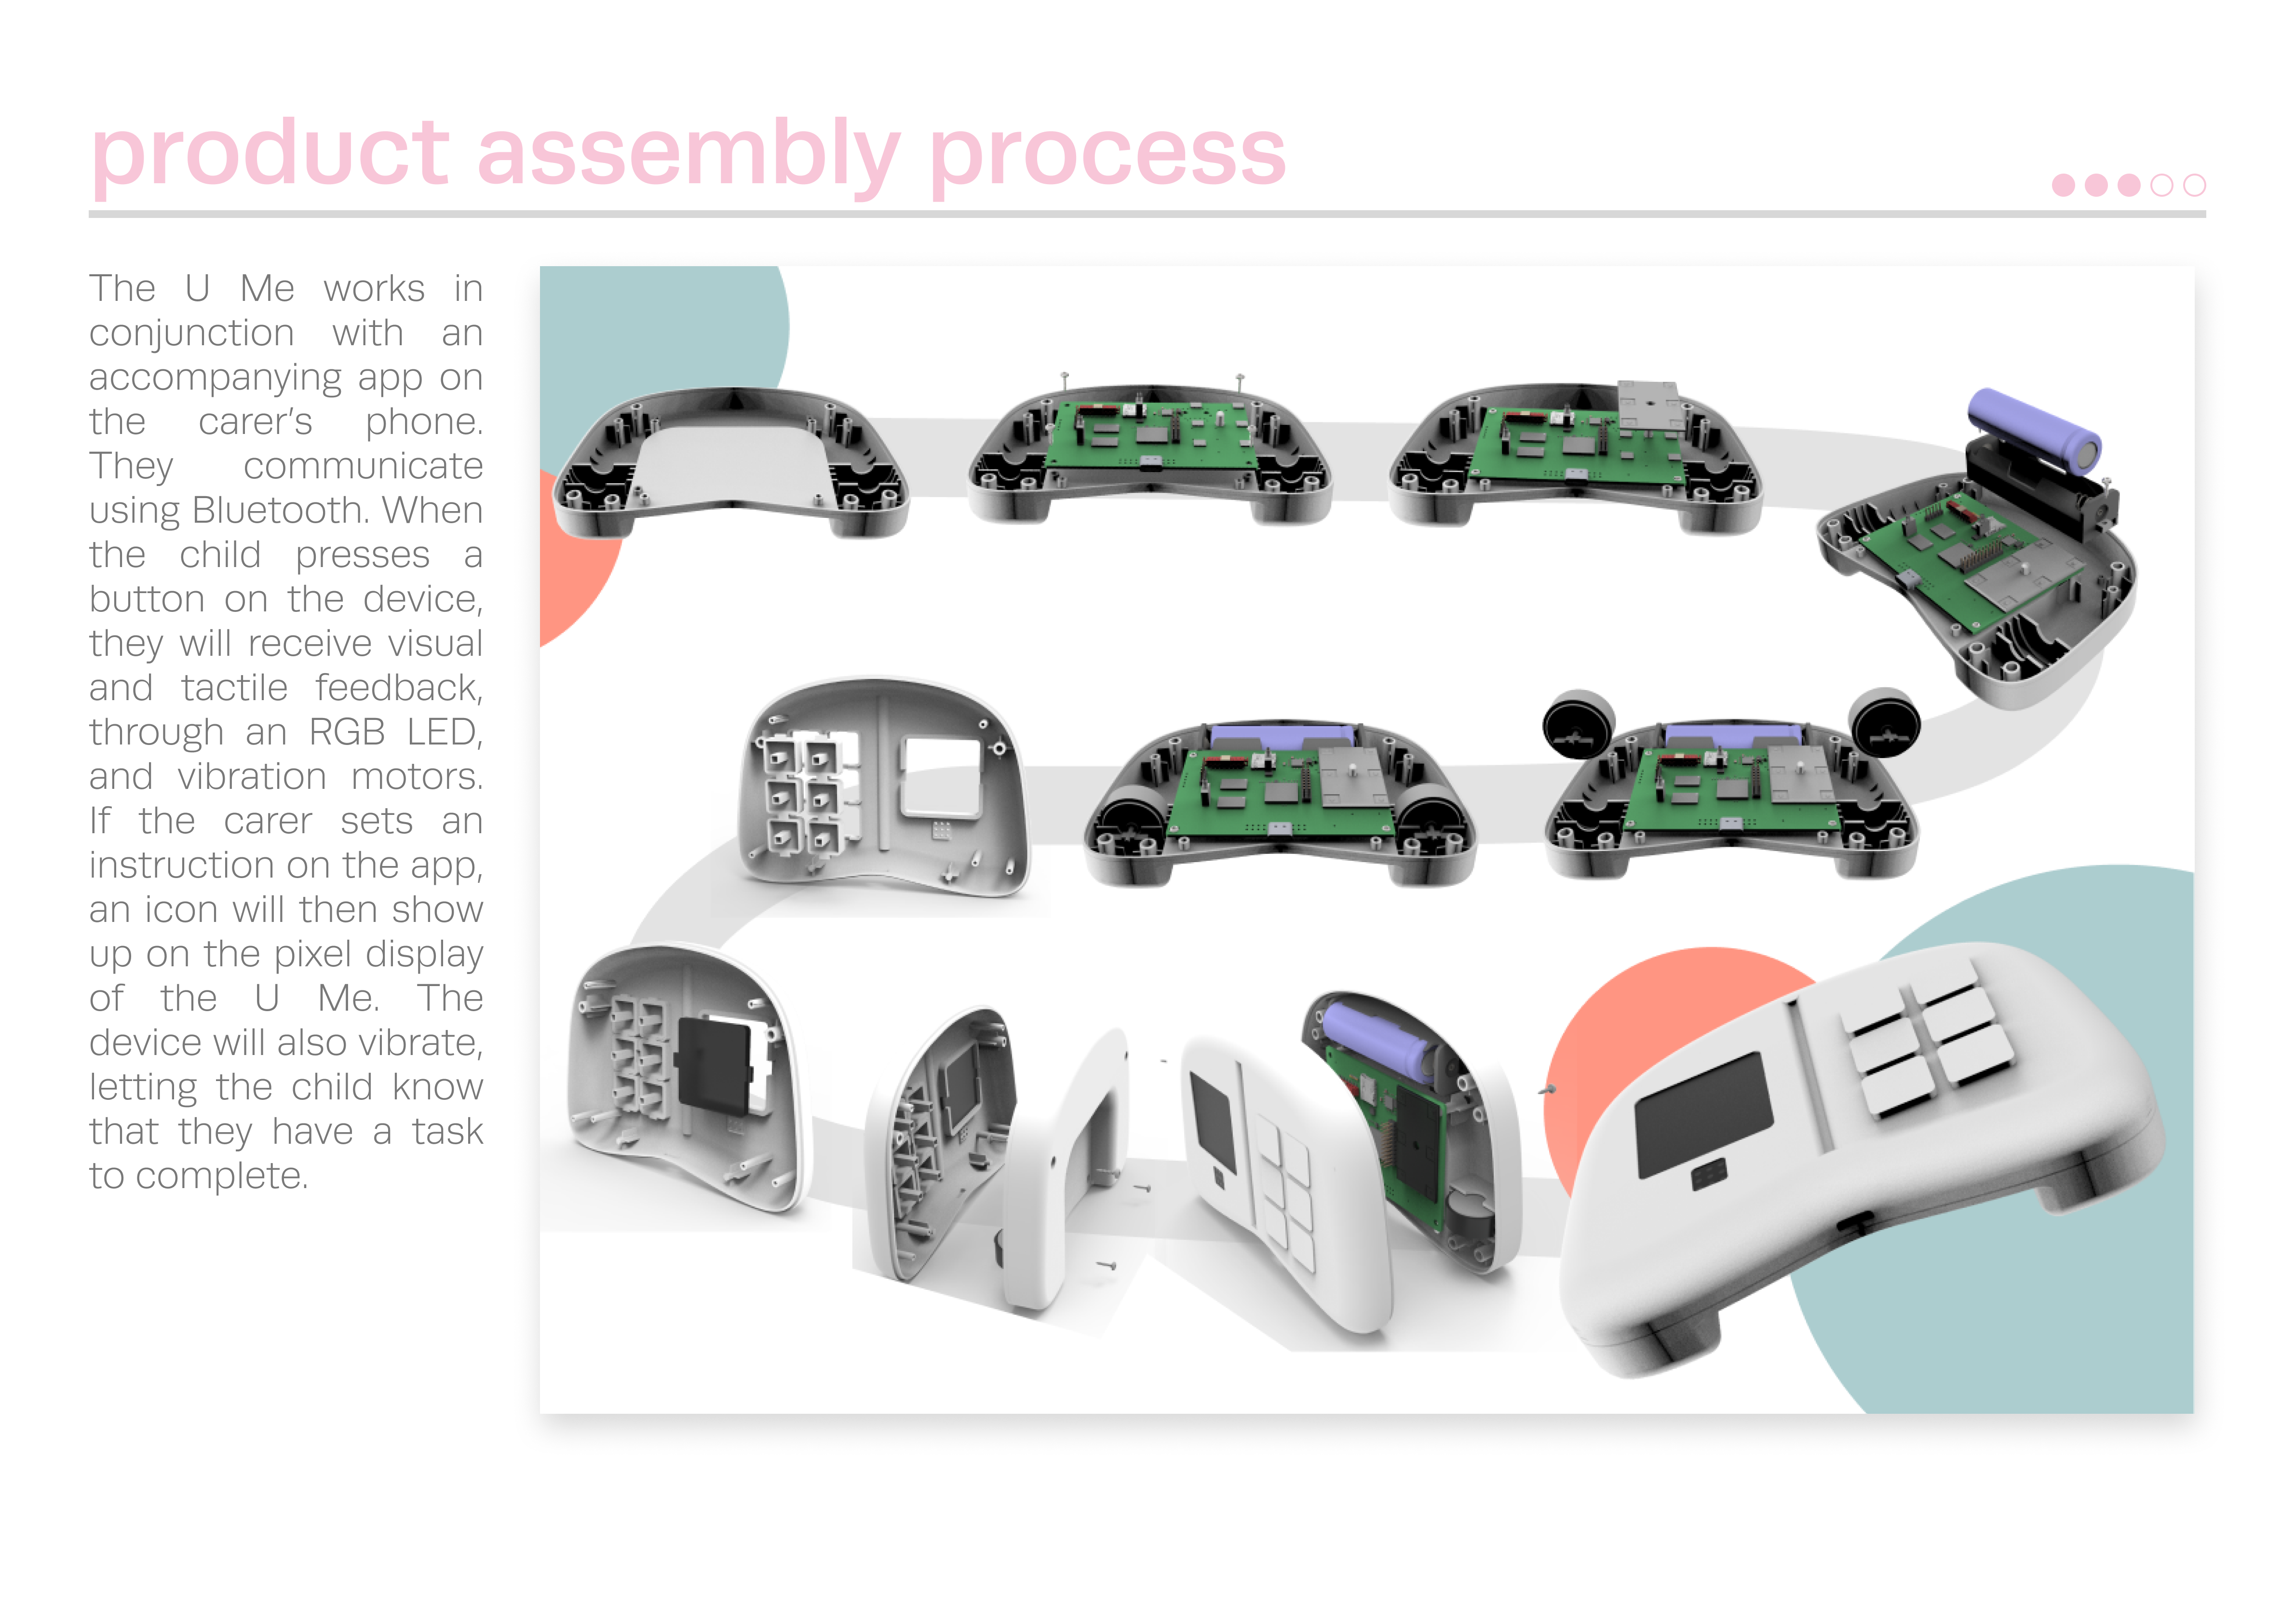 product assembly process
The U Me works in
conjunction with an
accompanying app on
the carer's phone.
They communicate
using Bluetooth. When
the child presses a
button on the device,
they will receive visual
and tactile feedback,
through an RGB LED,
and vibration motors.
If the carer sets an
instruction on the app,
an icon will then show
up on the pixel display
of the U Me. The
device will also vibrate,
letting the child know
that they have a task
to complete.